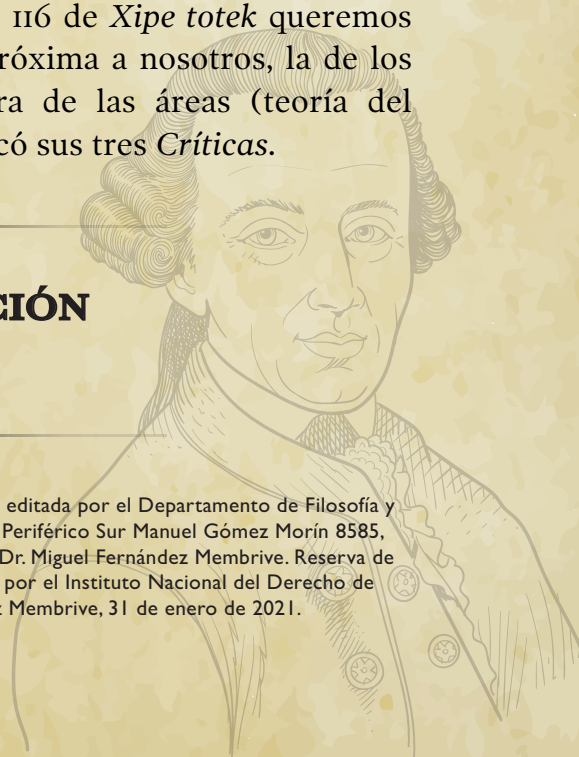 116 de Xipe totek queremos
róxima a nosotros, la de los
ra de las áreas (teoría del
có sus tres Críticas.
CIÓN
editada por el Departamento de Filosofía y
Periférico Sur Manuel Gómez Morín 8585,
Dr. Miguel Fernández Membrive. Reserva de
por el Instituto Nacional del Derecho de
z Membrive, 31 de enero de 2021.